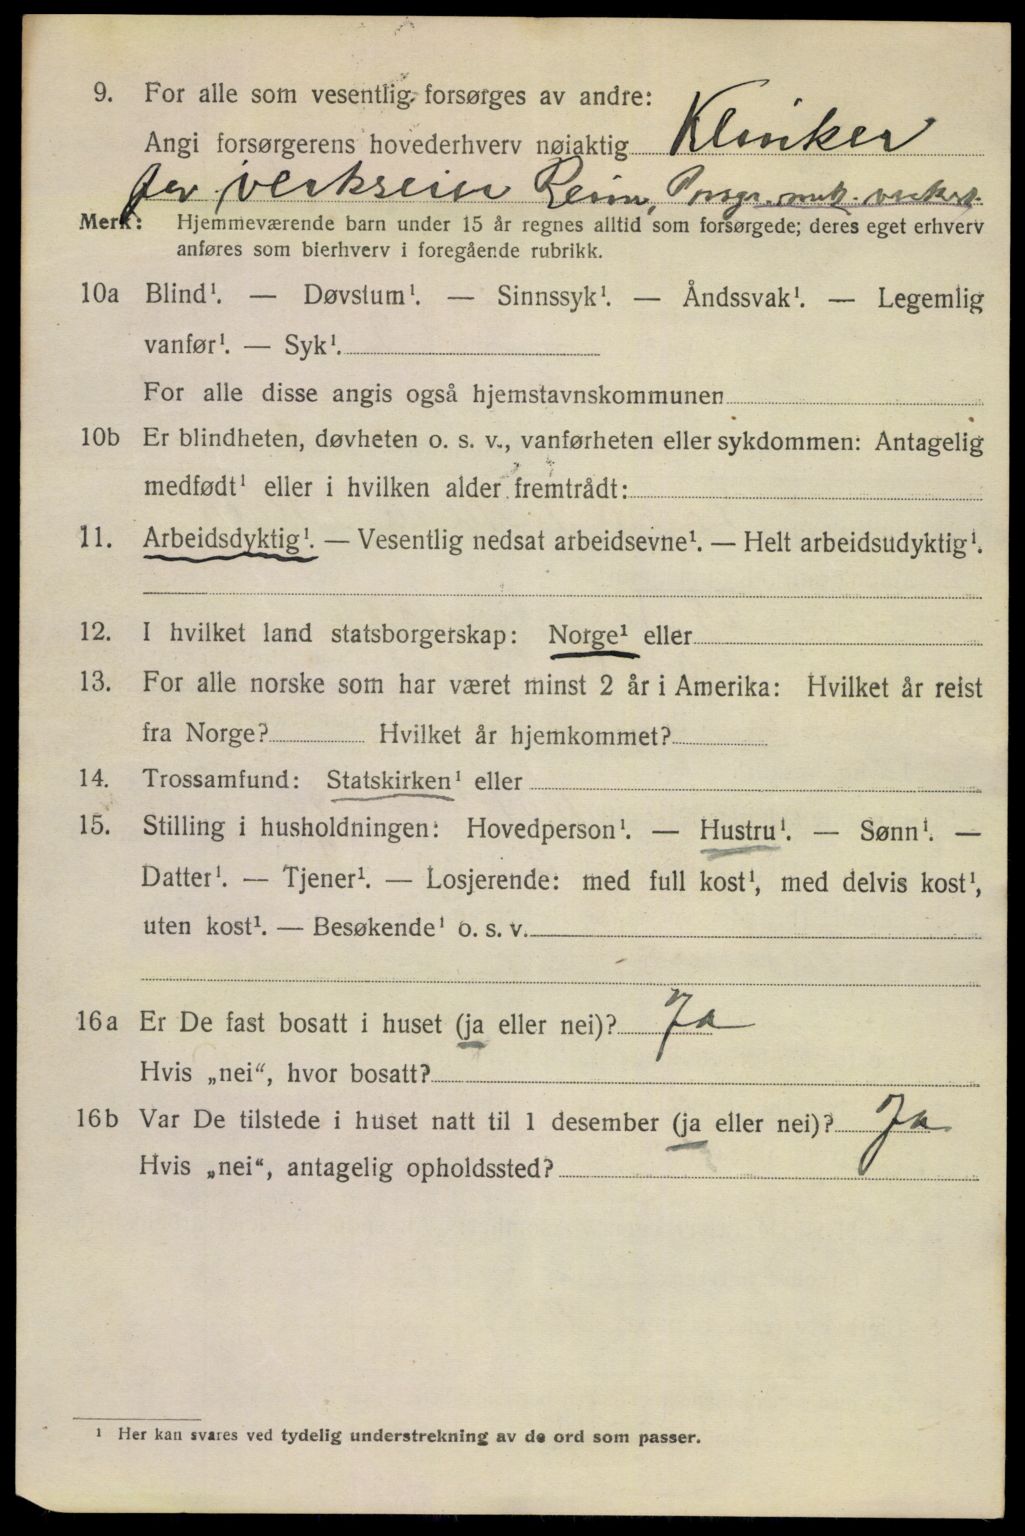 9. For alle som vesentlig forsørges av andre:
Angi forsørgerens hovederhverv nøiaktig Klinker
for verkseier Reim, Porsgr. mek. verksted.
Merk: Hjemmeværende barn under 15 år regnes alltid som forsørgede; deres eget erhverv
anføres som bierhverv i foregående rubrikk.
10a Blind¹. — Døvstum¹. — Sinnssyk¹. — Åndssvak¹. — Legemlig
vanfør¹. — Syk¹.
For alle disse angis også hjemstavnskommunen
10b Er blindheten, døvheten o. s. v., vanførheten eller sykdommen: Antagelig
medfødt¹ eller i hvilken alder fremtrådt:
11. Arbeidsdyktig¹. — Vesentlig nedsat arbeidsevne¹. — Helt arbeidsudyktig¹.
12. I hvilket land statsborgerskap: Norge¹ eller
13. For alle norske som har været minst 2 år i Amerika: Hvilket år reist
fra Norge? Hvilket år hjemkommet?
14. Trossamfund: Statskirken¹ eller
15. Stilling i husholdningen: Hovedperson¹. — Hustru¹. — Sønn¹. —
Datter¹. — Tjener¹. — Losjerende: med full kost¹, med delvis kost¹,
uten kost¹. — Besøkende¹ o. s. v.
16a Er De fast bosatt i huset (ja eller nei)? Ja
Hvis „nei“, hvor bosatt?
16b Var De tilstede i huset natt til 1 desember (ja eller nei)? Ja
Hvis „nei“, antagelig opholdssted?
¹ Her kan svares ved tydelig understrekning av de ord som passer.